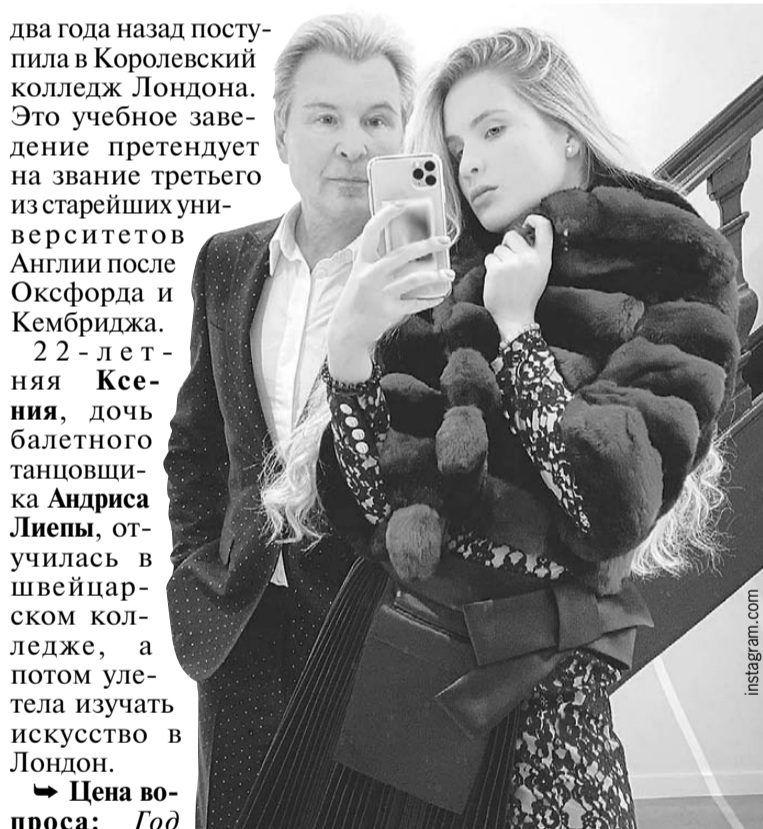 два года назад посту-
пила в Королевский
колледж Лондона.
Это учебное заве-
дение претендует
на звание третьего
из старейших уни-
верситетов
Англии после
Оксфорда и
Кембриджа.
22-лет-
няя Ксе-
ния, дочь
балетного
танцовщи-
ка Андриса
Лиепы, от-
училась в
швейцар-
ском кол-
ледже, а
потом уле-
тела изучать
искусство в
Лондон.
➥ Цена во-
проса: Год
instagram.com